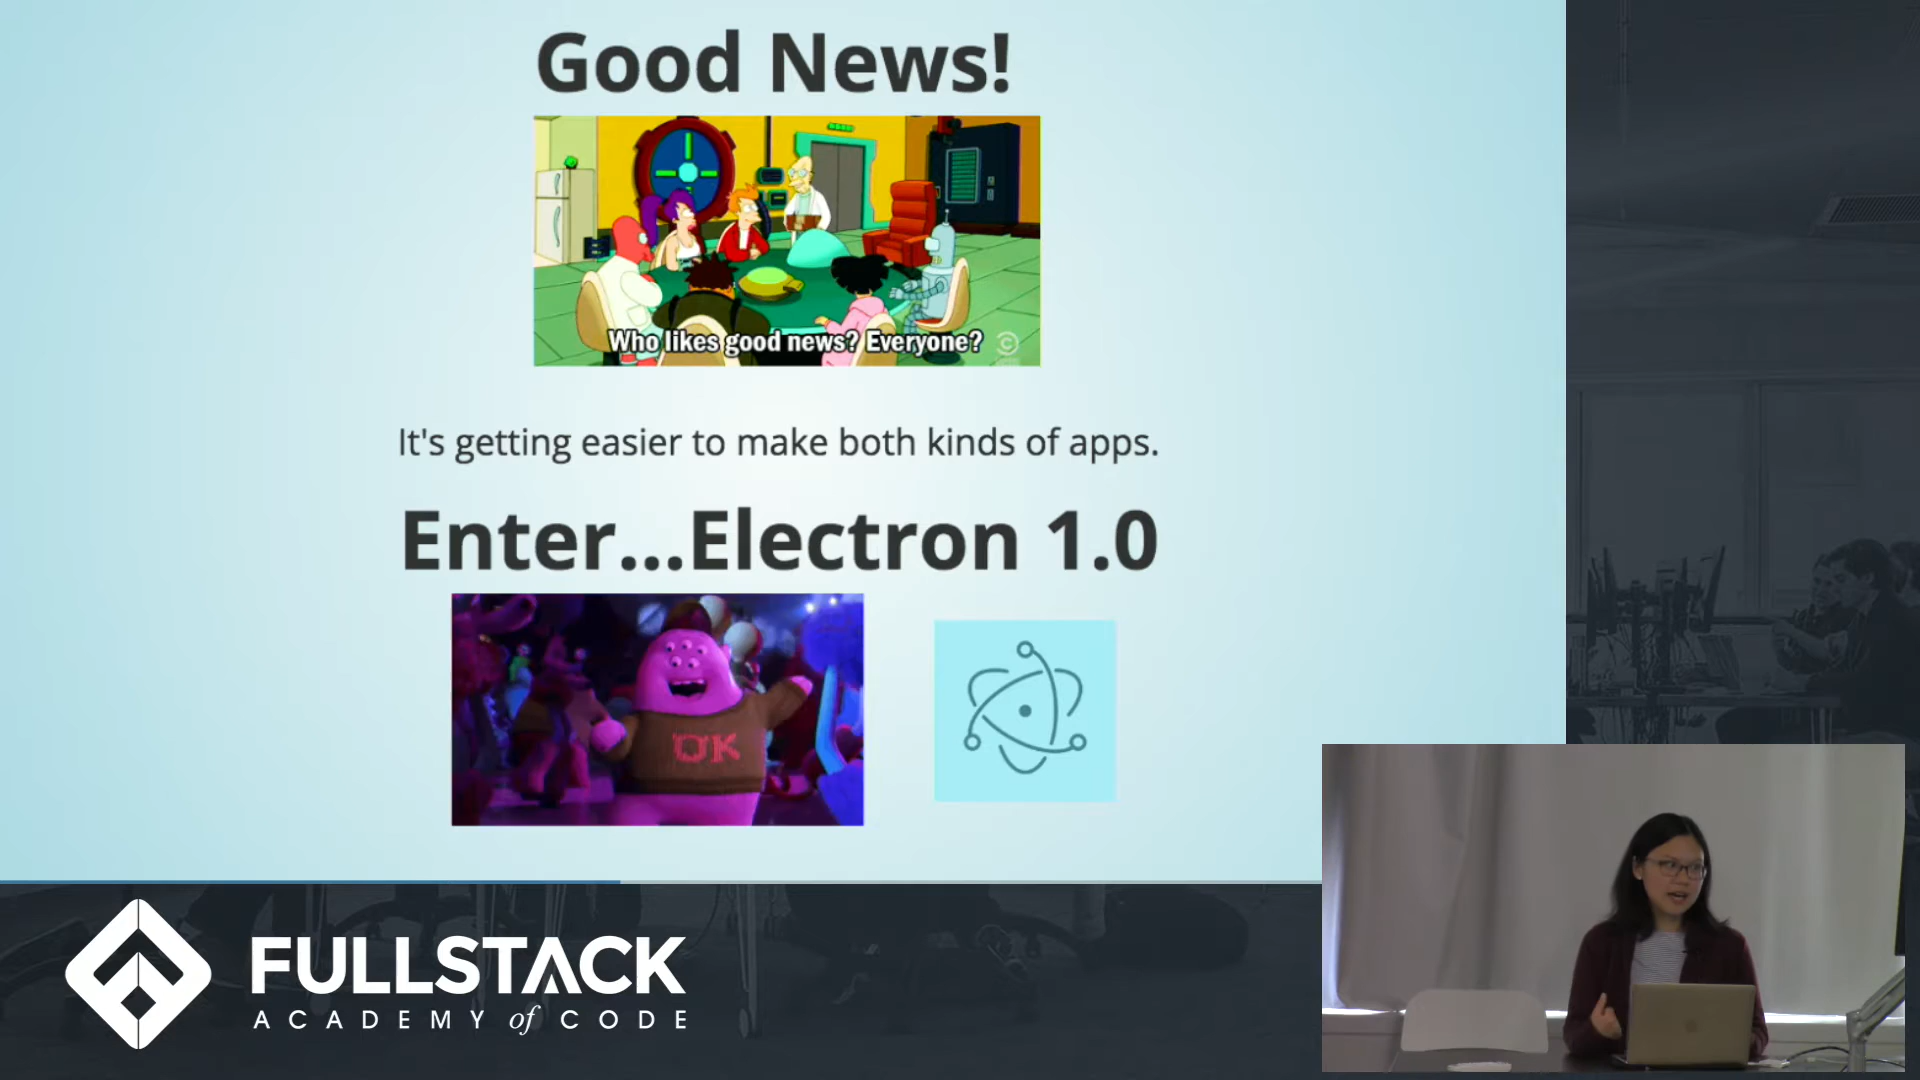 Good News!
Who likes good news? Everyone?
It's getting easier to make both kinds of apps.
Enter...Electron 1.0
OK
FULLSTACK
ACADEMY of CODE